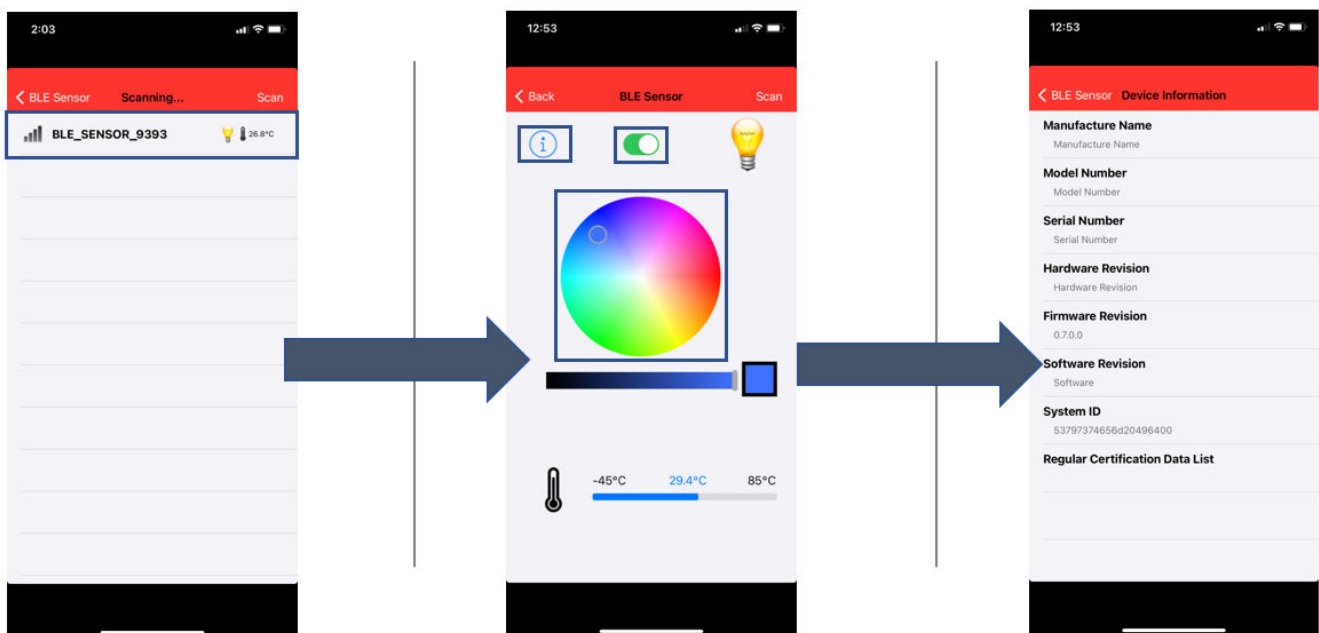 2:03
BLE Sensor Scanning... Scan
BLE_SENSOR_9393 26.8°C
12:53
Back BLE Sensor Scan
i
-45°C 29.4°C 85°C
12:53
BLE Sensor Device Information
Manufacture Name
Manufacture Name
Model Number
Model Number
Serial Number
Serial Number
Hardware Revision
Hardware Revision
Firmware Revision
0.7.0.0
Software Revision
Software
System ID
53797374656d20496400
Regular Certification Data List